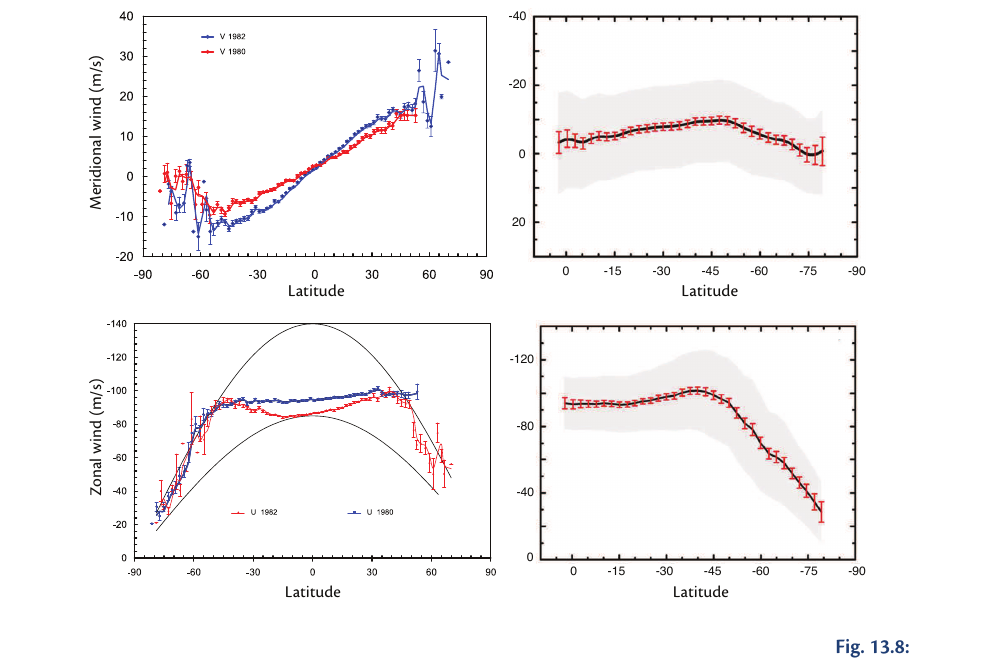 40
30
20
10
0
-10
-20
Meridional wind (m/s)
V 1982
V 1980
-90 -60 -30 0 30 60 90
Latitude
-40
-20
0
20
0 -15 -30 -45 -60 -75 -90
Latitude
-140
-120
-100
-80
-60
-40
-20
0
Zonal wind (m/s)
U 1982 U 1980
-90 -60 -30 0 30 60 90
Latitude
-120
-80
-40
0
0 -15 -30 -45 -60 -75 -90
Latitude
Fig. 13.8: